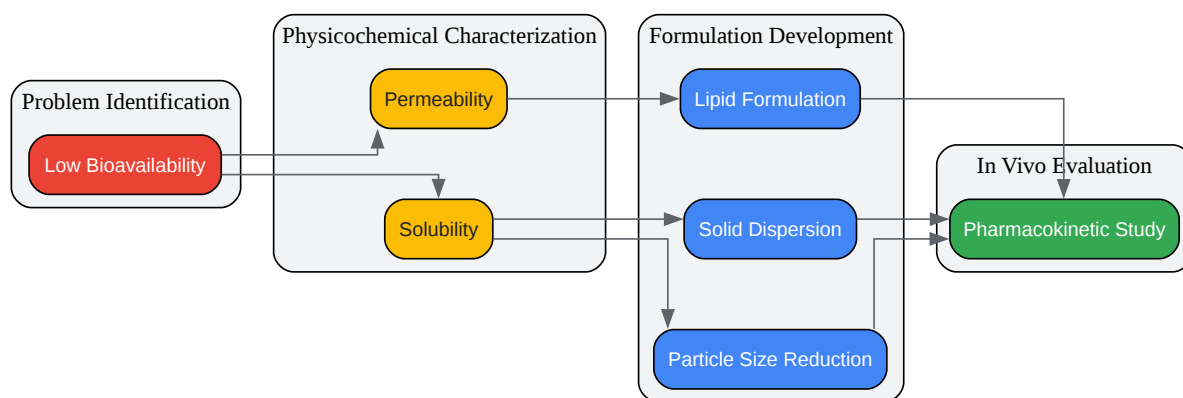 Problem Identification
Low Bioavailability
Physicochemical Characterization
Permeability
Solubility
Formulation Development
Lipid Formulation
Solid Dispersion
Particle Size Reduction
In Vivo Evaluation
Pharmacokinetic Study